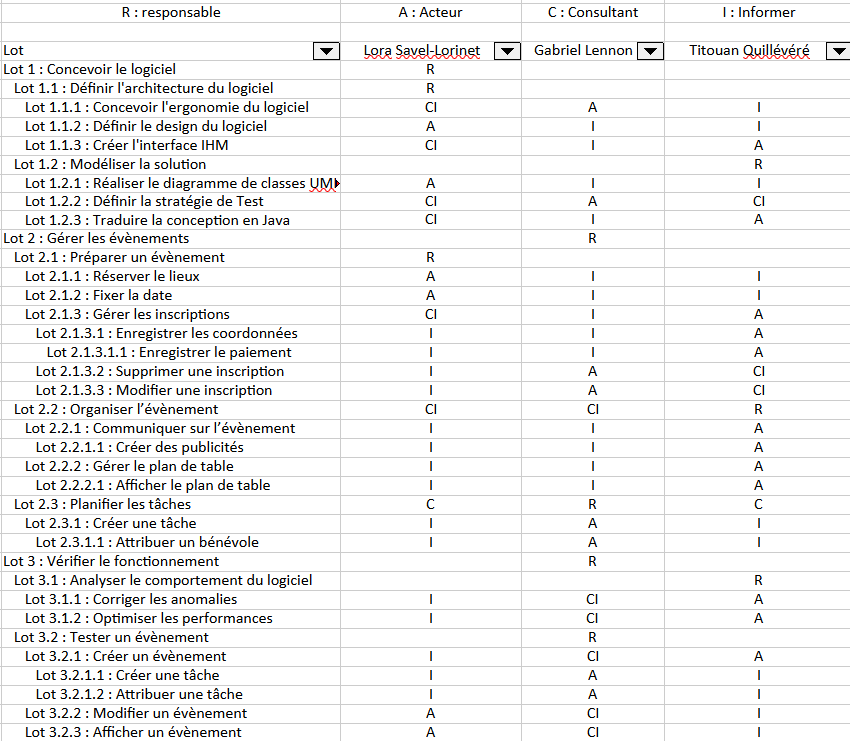 R : responsable A : Acteur C : Consultant I : Informer
Lot Lora Savel-Lorinet Gabriel Lennon Titouan Quillévéré
Lot 1 : Concevoir le logiciel R
Lot 1.1 : Définir l'architecture du logiciel R
Lot 1.1.1 : Concevoir l'ergonomie du logiciel CI A I
Lot 1.1.2 : Définir le design du logiciel A I I
Lot 1.1.3 : Créer l'interface IHM CI I A
Lot 1.2 : Modéliser la solution R
Lot 1.2.1 : Réaliser le diagramme de classes UML A I I
Lot 1.2.2 : Définir la stratégie de Test CI A CI
Lot 1.2.3 : Traduire la conception en Java CI I A
Lot 2 : Gérer les évènements R
Lot 2.1 : Préparer un évènement R
Lot 2.1.1 : Réserver le lieux A I I
Lot 2.1.2 : Fixer la date A I I
Lot 2.1.3 : Gérer les inscriptions CI I A
Lot 2.1.3.1 : Enregistrer les coordonnées I I A
Lot 2.1.3.1.1 : Enregistrer le paiement I I A
Lot 2.1.3.2 : Supprimer une inscription I A CI
Lot 2.1.3.3 : Modifier une inscription I A CI
Lot 2.2 : Organiser l’évènement CI CI R
Lot 2.2.1 : Communiquer sur l’évènement I I A
Lot 2.2.1.1 : Créer des publicités I I A
Lot 2.2.2 : Gérer le plan de table I I A
Lot 2.2.2.1 : Afficher le plan de table I I A
Lot 2.3 : Planifier les tâches C R C
Lot 2.3.1 : Créer une tâche I A I
Lot 2.3.1.1 : Attribuer un bénévole I A I
Lot 3 : Vérifier le fonctionnement R
Lot 3.1 : Analyser le comportement du logiciel R
Lot 3.1.1 : Corriger les anomalies I CI A
Lot 3.1.2 : Optimiser les performances I CI A
Lot 3.2 : Tester un évènement R
Lot 3.2.1 : Créer un évènement I CI A
Lot 3.2.1.1 : Créer une tâche I A I
Lot 3.2.1.2 : Attribuer une tâche I A I
Lot 3.2.2 : Modifier un évènement A CI I
Lot 3.2.3 : Afficher un évènement A CI I